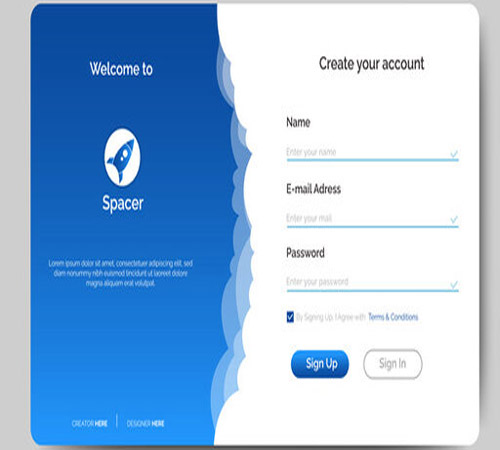 Welcome to
Spacer
Lorem ipsum dolor sit amet, consectetuer adipiscing elit, sed
diam nonummy nibh euismod tincidunt ut laoreet dolore
magna aliquam erat volutpat.
CREATOR HERE
DESIGNER HERE
Create your account
Name
Enter your name
E-mail Adress
Enter your mail
Password
Enter your password
By Signing Up, I Agree with Terms & Conditions
Sign Up
Sign In